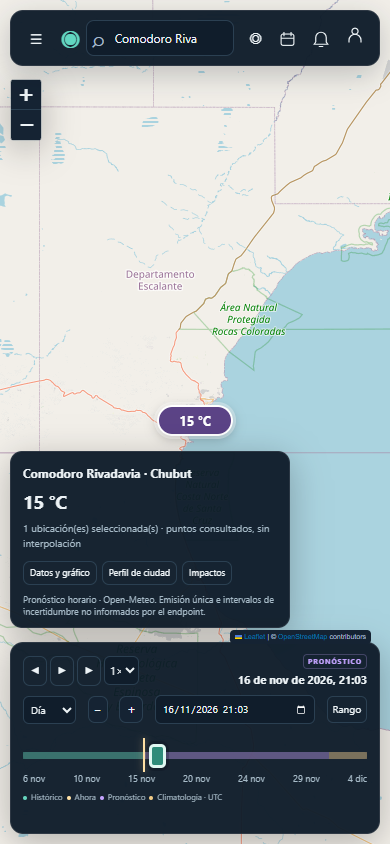 Comodoro Riva
+
−
Departamento
Escalante
Área Natural
Protegida
Rocas Coloradas
15 °C
Comodoro Rivadavia · Chubut
15 °C
1 ubicación(es) seleccionada(s) · puntos consultados, sin
interpolación
Datos y gráfico
Perfil de ciudad
Impactos
Pronóstico horario · Open-Meteo. Emisión única e intervalos de
incertidumbre no informados por el endpoint.
Leaflet | © OpenStreetMap contributors
PRONÓSTICO
1×
16 de nov de 2026, 21:03
Día
−
+
16/11/2026 21:03
Rango
6 nov 10 nov 15 nov 20 nov 24 nov 29 nov 4 dic
Histórico Ahora Pronóstico Climatología · UTC